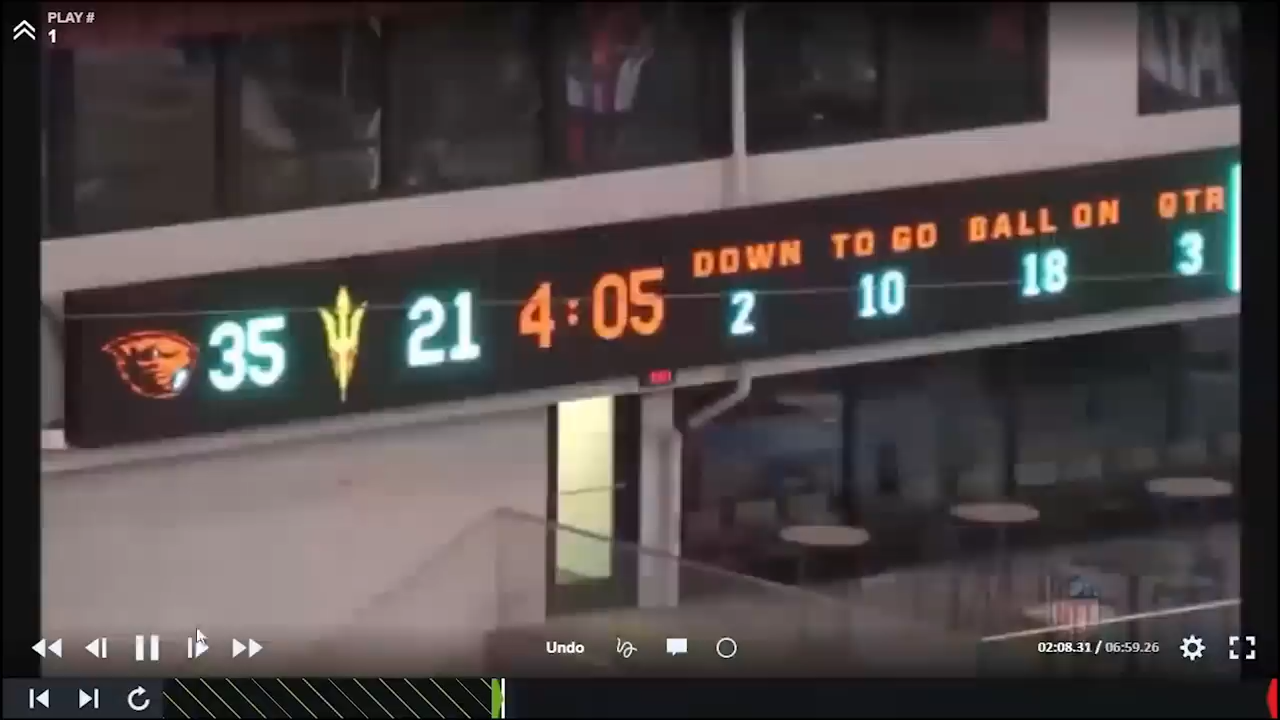 PLAY #
1
DOWN TO GO BALL ON QTR
35 21 4:05 2 10 18 3
Undo
02:08.31 / 06:59.26